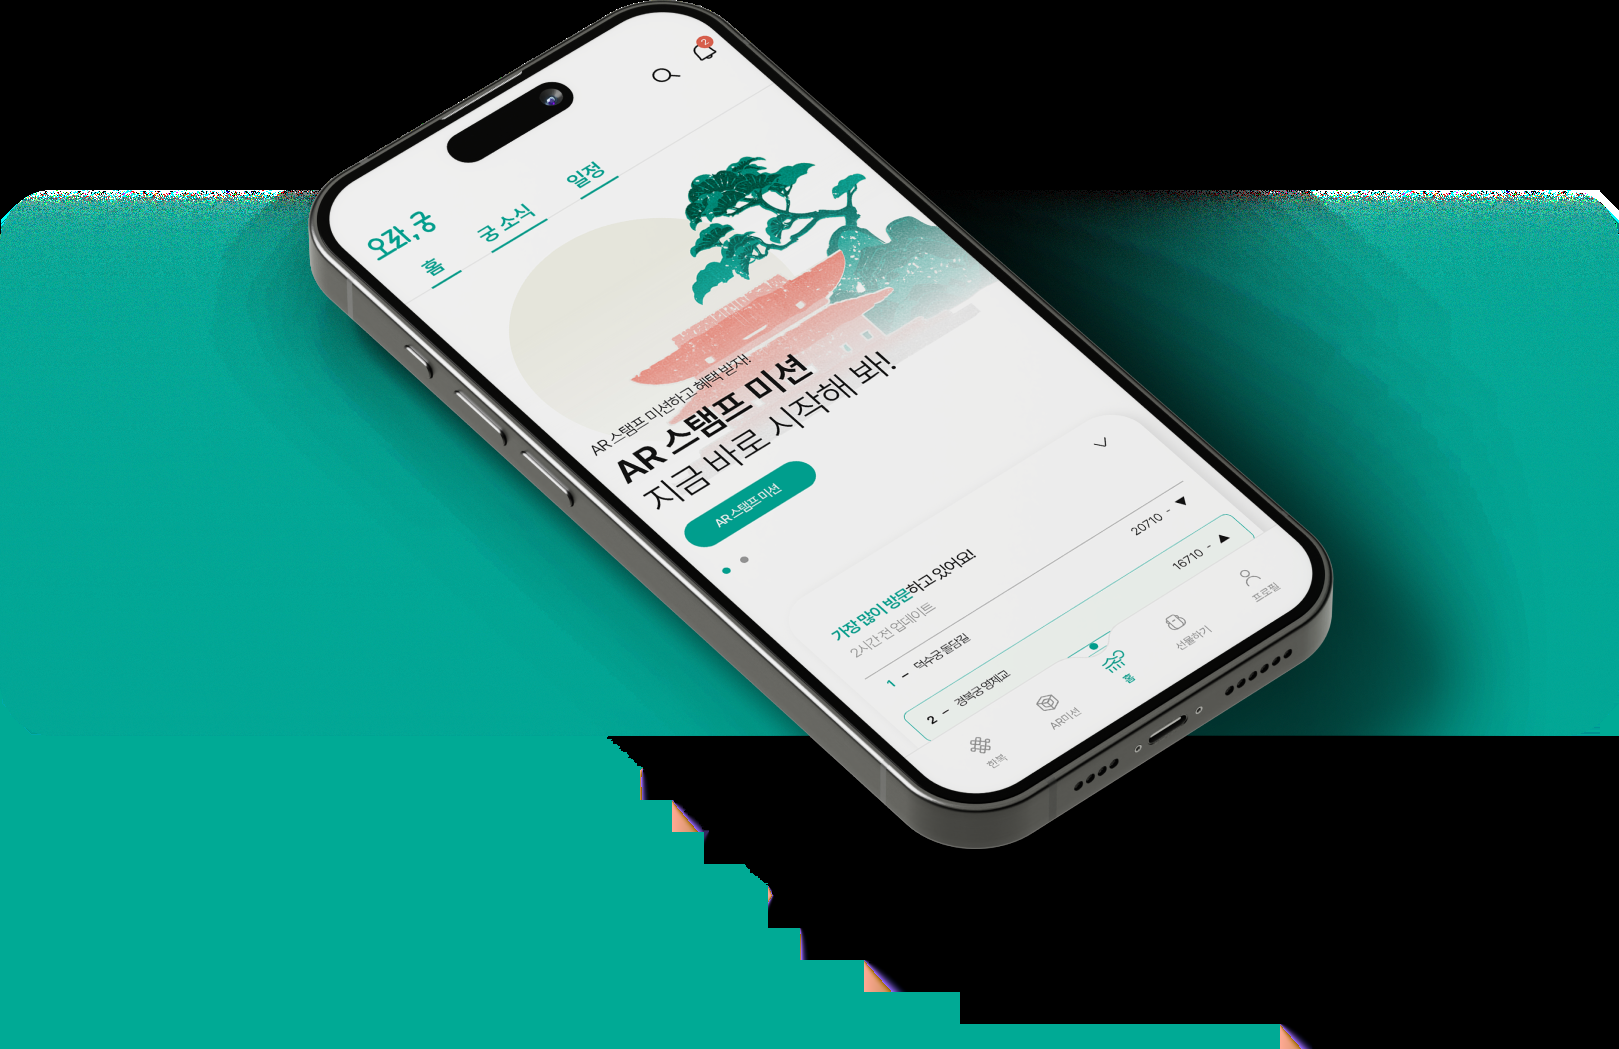 2
오라,궁
홈 궁 소식 일정
AR 스탬프 미션하고 혜택 받자!
AR 스탬프 미션
지금 바로 시작해 봐!
AR 스탬프 미션
가장 많이 방문하고 있어요!
2시간 전 업데이트
1 – 덕수궁 돌담길 20710 -
2 – 경복궁 영제교 16710 -
한복 AR미션 홈 선물하기 프로필